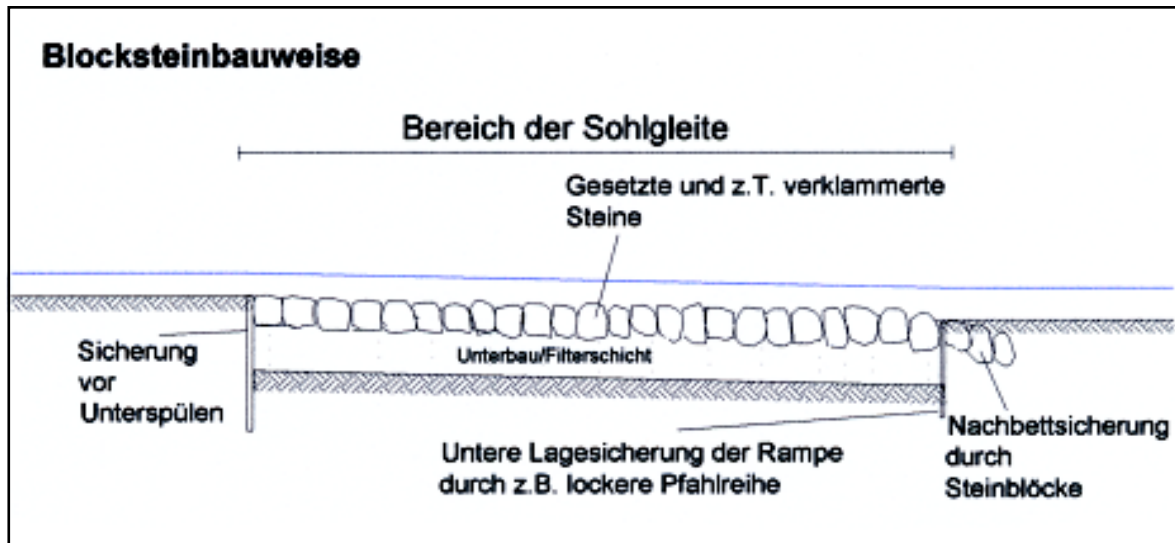 Blocksteinbauweise
Bereich der Sohlgleite
Gesetzte und z.T. verklammerte
Steine
Sicherung
vor
Unterspülen
Unterbau/Filterschicht
Untere Lagesicherung der Rampe
durch z.B. lockere Pfahlreihe
Nachbettsicherung
durch
Steinblöcke